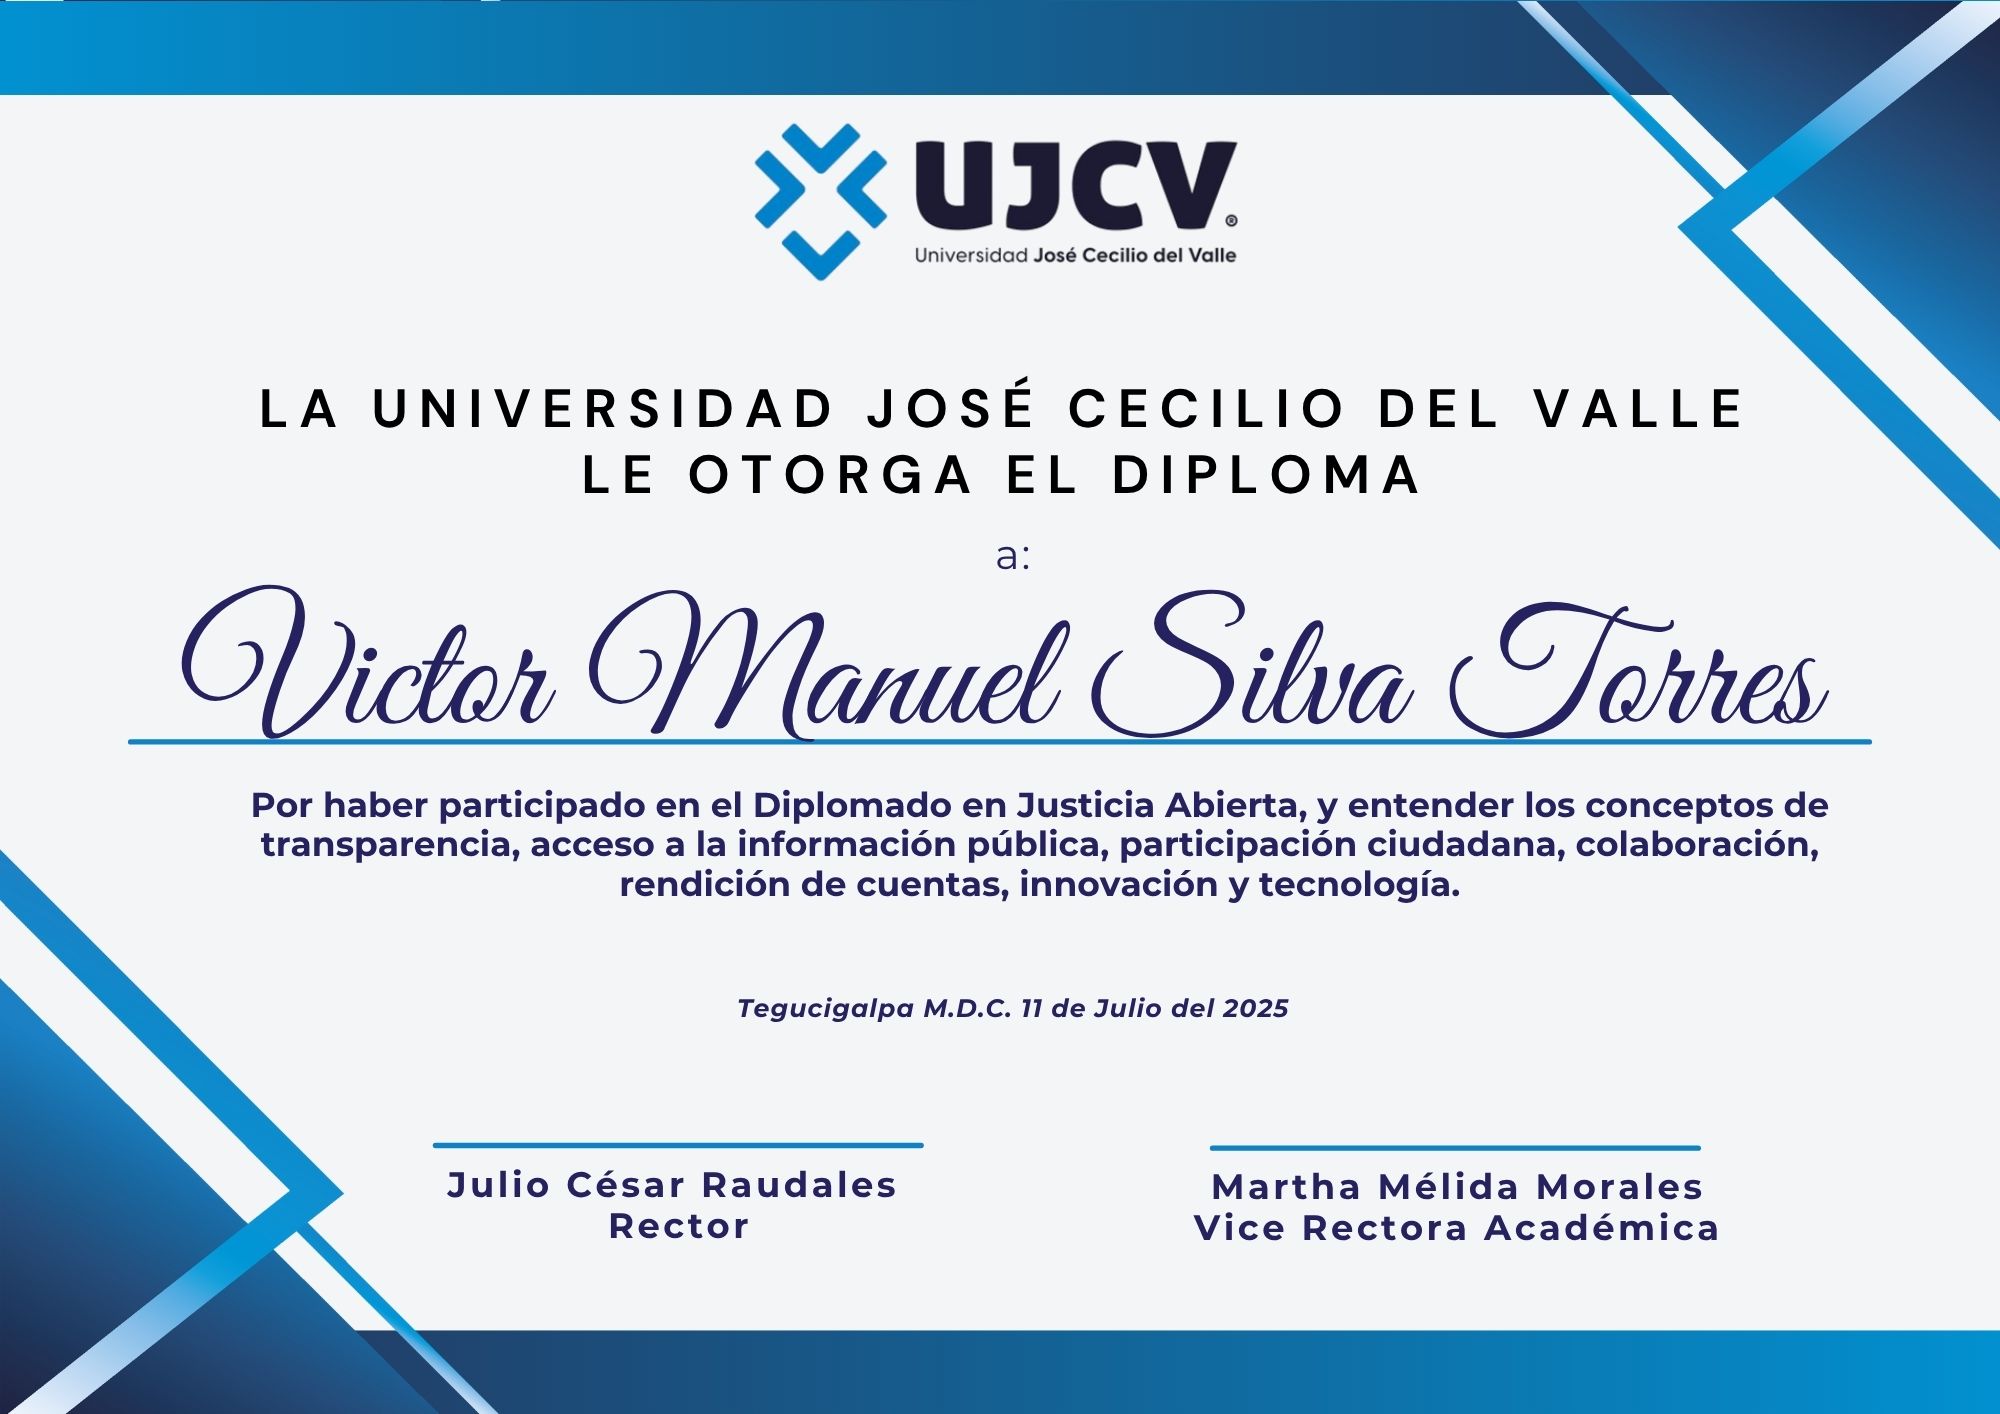 UJCV®
Universidad José Cecilio del Valle
LA UNIVERSIDAD JOSÉ CECILIO DEL VALLE
LE OTORGA EL DIPLOMA
a:
Victor Manuel Silva Torres
Por haber participado en el Diplomado en Justicia Abierta, y entender los conceptos de
transparencia, acceso a la información pública, participación ciudadana, colaboración,
rendición de cuentas, innovación y tecnología.
Tegucigalpa M.D.C. 11 de Julio del 2025
Julio César Raudales
Rector
Martha Mélida Morales
Vice Rectora Académica